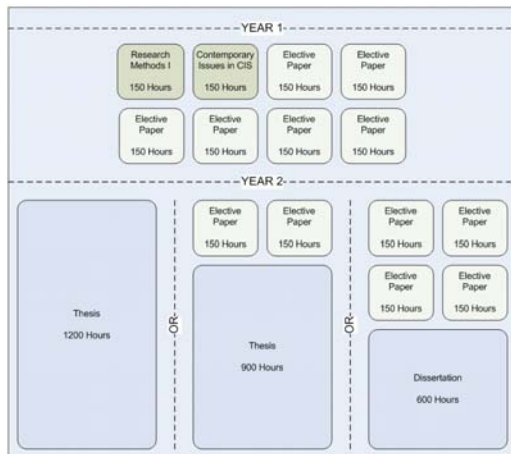 YEAR 1
Research
Methods I
150 Hours
Contemporary
Issues in CIS
150 Hours
Elective
Paper
150 Hours
Elective
Paper
150 Hours
Elective
Paper
150 Hours
Elective
Paper
150 Hours
Elective
Paper
150 Hours
Elective
Paper
150 Hours
YEAR 2
Thesis
1200 Hours
OR
Elective
Paper
150 Hours
Elective
Paper
150 Hours
Thesis
900 Hours
OR
Elective
Paper
150 Hours
Elective
Paper
150 Hours
Elective
Paper
150 Hours
Elective
Paper
150 Hours
Dissertation
600 Hours